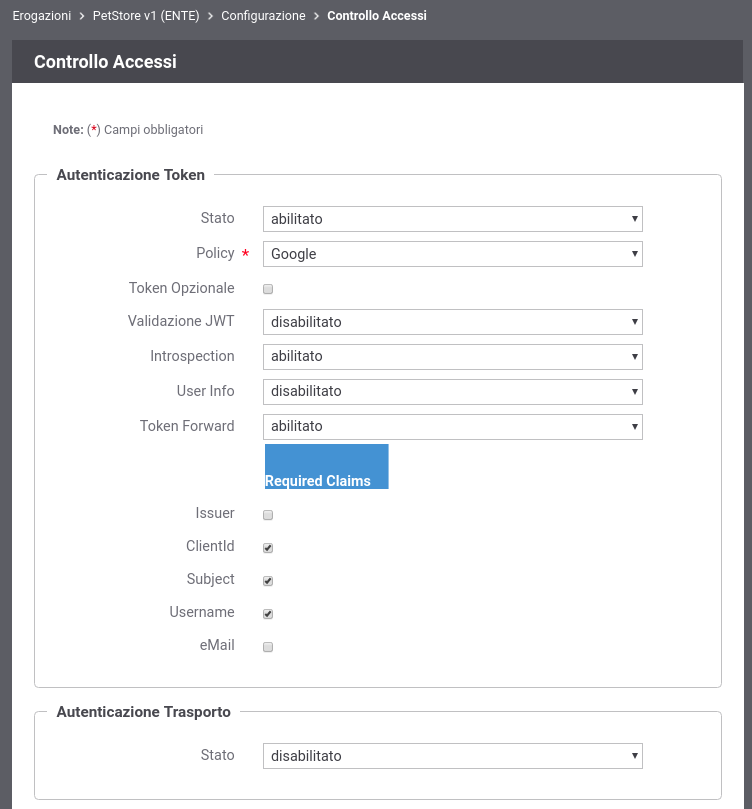 Erogazioni > PetStore v1 (ENTE) > Configurazione > Controllo Accessi
Controllo Accessi
Note: (*) Campi obbligatori
Autenticazione Token
Stato abilitato
Policy * Google
Token Opzionale
Validazione JWT disabilitato
Introspection abilitato
User Info disabilitato
Token Forward abilitato
Required Claims
Issuer
ClientId
Subject
Username
eMail
Autenticazione Trasporto
Stato disabilitato